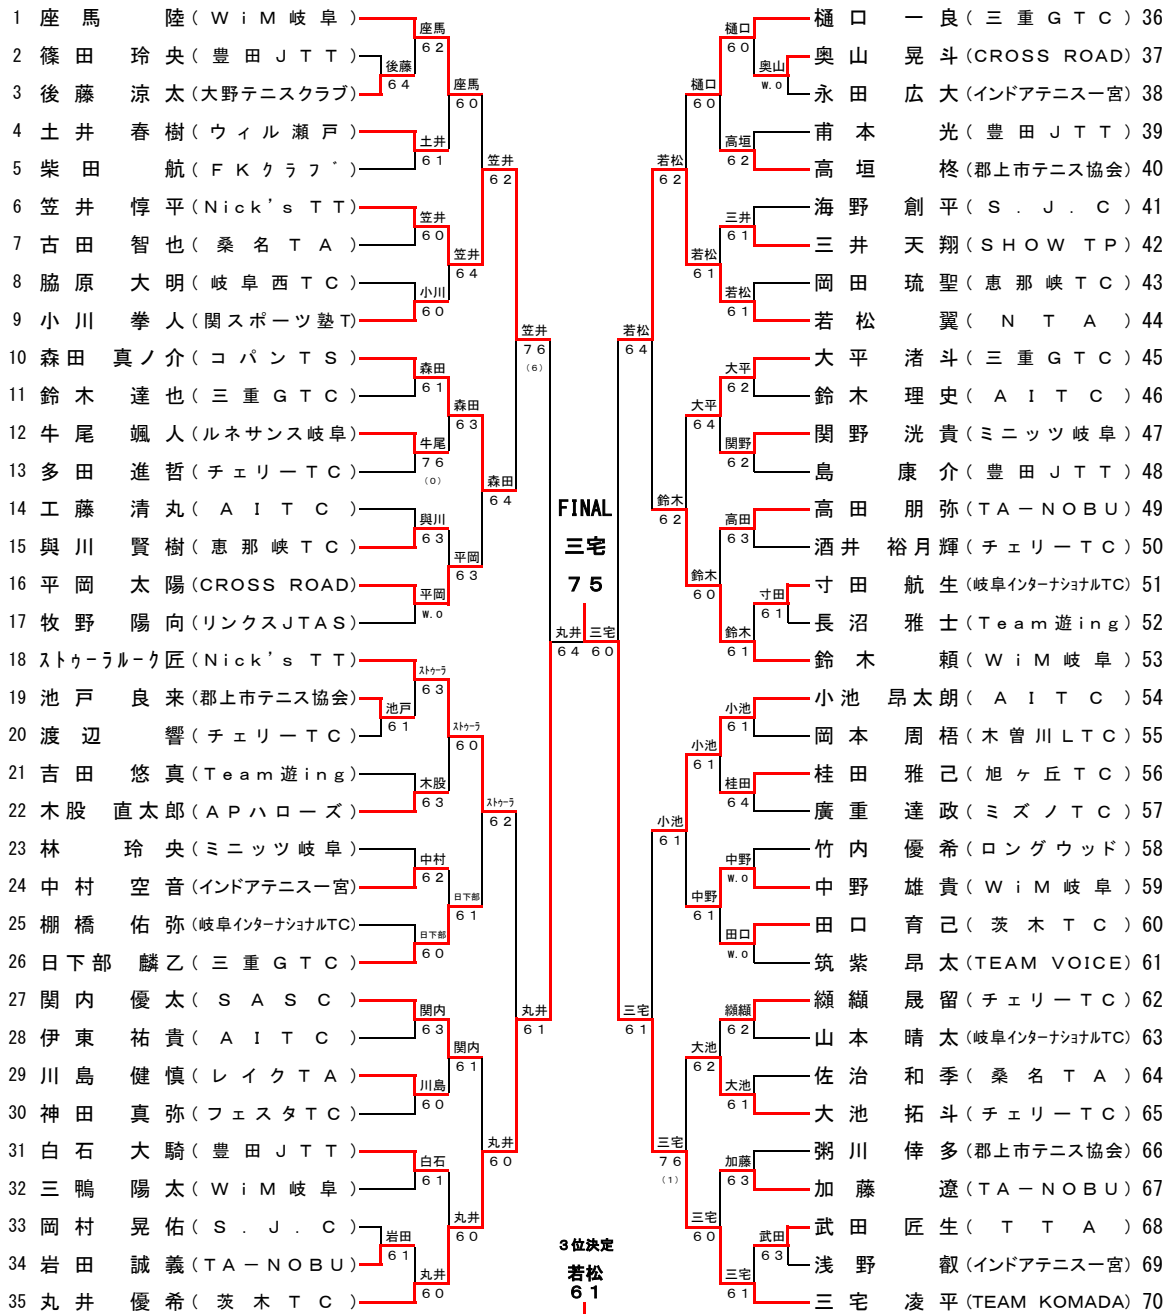 1 座馬 陸 (WiM岐阜)
2 篠田 玲央 (豊田JTT)
3 後藤 涼太 (大野テニスクラブ)
4 土井 春樹 (ウィル瀬戸)
5 柴田 航 (FKクラブ)
6 笠井 惇平 (Nick's TT)
7 古田 智也 (桑名TA)
8 脇原 大明 (岐阜西TC)
9 小川 拳人 (関スポーツ塾T)
10 森田 真ノ介 (コパンTS)
11 鈴木 達也 (三重GTC)
12 牛尾 颯人 (ルネサンス岐阜)
13 多田 進哲 (チェリーTC)
14 工藤 清丸 (AITC)
15 與川 賢樹 (恵那峡TC)
16 平岡 太陽 (CROSS ROAD)
17 牧野 陽向 (リンクスJTAS)
18 ストゥーラルーク匠 (Nick's TT)
19 池戸 良来 (郡上市テニス協会)
20 渡辺 響 (チェリーTC)
21 吉田 悠真 (Team遊ing)
22 木股 直太郎 (APハローズ)
23 林 玲央 (ミニッツ岐阜)
24 中村 空音 (インドアテニス一宮)
25 棚橋 佑弥 (岐阜インターナショナルTC)
26 日下部 麟乙 (三重GTC)
27 関内 優太 (SASC)
28 伊東 祐貴 (AITC)
29 川島 健慎 (レイクTA)
30 神田 真弥 (フェスタTC)
31 白石 大騎 (豊田JTT)
32 三鴨 陽太 (WiM岐阜)
33 岡村 晃佑 (S.J.C)
34 岩田 誠義 (TA-NOBU)
35 丸井 優希 (茨木TC)
後藤
64
池戸
61
岩田
61
座馬
62
土井
61
笠井
60
小川
60
森田
61
牛尾
76
(0)
與川
63
平岡
W.O
ストゥーラ
63
木股
63
中村
62
日下部
60
関内
63
川島
60
白石
61
丸井
60
座馬
60
笠井
64
森田
63
平岡
63
ストゥーラ
60
日下部
61
関内
61
丸井
60
笠井
62
森田
64
ストゥーラ
62
丸井
60
笠井
76
(6)
丸井
61
丸井
64
FINAL
三宅
75
三宅
60
3位決定
若松
61
若松
64
三宅
61
若松
62
鈴木
62
小池
61
三宅
76
(1)
樋口
60
若松
61
大平
64
鈴木
60
小池
61
中野
61
大池
62
三宅
60
樋口
60
高垣
62
三井
61
若松
61
大平
62
関野
62
高田
63
鈴木
61
小池
61
桂田
64
中野
W.O
田口
W.O
纐纈
62
大池
61
加藤
63
三宅
61
奥山
W.O
寸田
61
武田
63
樋口 一良 (三重GTC) 36
奥山 晃斗 (CROSS ROAD) 37
永田 広大 (インドアテニス一宮) 38
甫本 光 (豊田JTT) 39
高垣 柊 (郡上市テニス協会) 40
海野 創平 (S.J.C) 41
三井 天翔 (SHOW TP) 42
岡田 琉聖 (恵那峡TC) 43
若松 翼 (NTA) 44
大平 渚斗 (三重GTC) 45
鈴木 理史 (AITC) 46
関野 洸貴 (ミニッツ岐阜) 47
島 康介 (豊田JTT) 48
高田 朋弥 (TA-NOBU) 49
酒井 裕月輝 (チェリーTC) 50
寸田 航生 (岐阜インターナショナルTC) 51
長沼 雅士 (Team遊ing) 52
鈴木 頼 (WiM岐阜) 53
小池 昂太朗 (AITC) 54
岡本 周梧 (木曽川LTC) 55
桂田 雅己 (旭ヶ丘TC) 56
廣重 達政 (ミズノTC) 57
竹内 優希 (ロングウッド) 58
中野 雄貴 (WiM岐阜) 59
田口 育己 (茨木TC) 60
筑紫 昂太 (TEAM VOICE) 61
纐纈 晟留 (チェリーTC) 62
山本 晴太 (岐阜インターナショナルTC) 63
佐治 和季 (桑名TA) 64
大池 拓斗 (チェリーTC) 65
粥川 倖多 (郡上市テニス協会) 66
加藤 遼 (TA-NOBU) 67
武田 匠生 (TTA) 68
浅野 叡 (インドアテニス一宮) 69
三宅 凌平 (TEAM KOMADA) 70